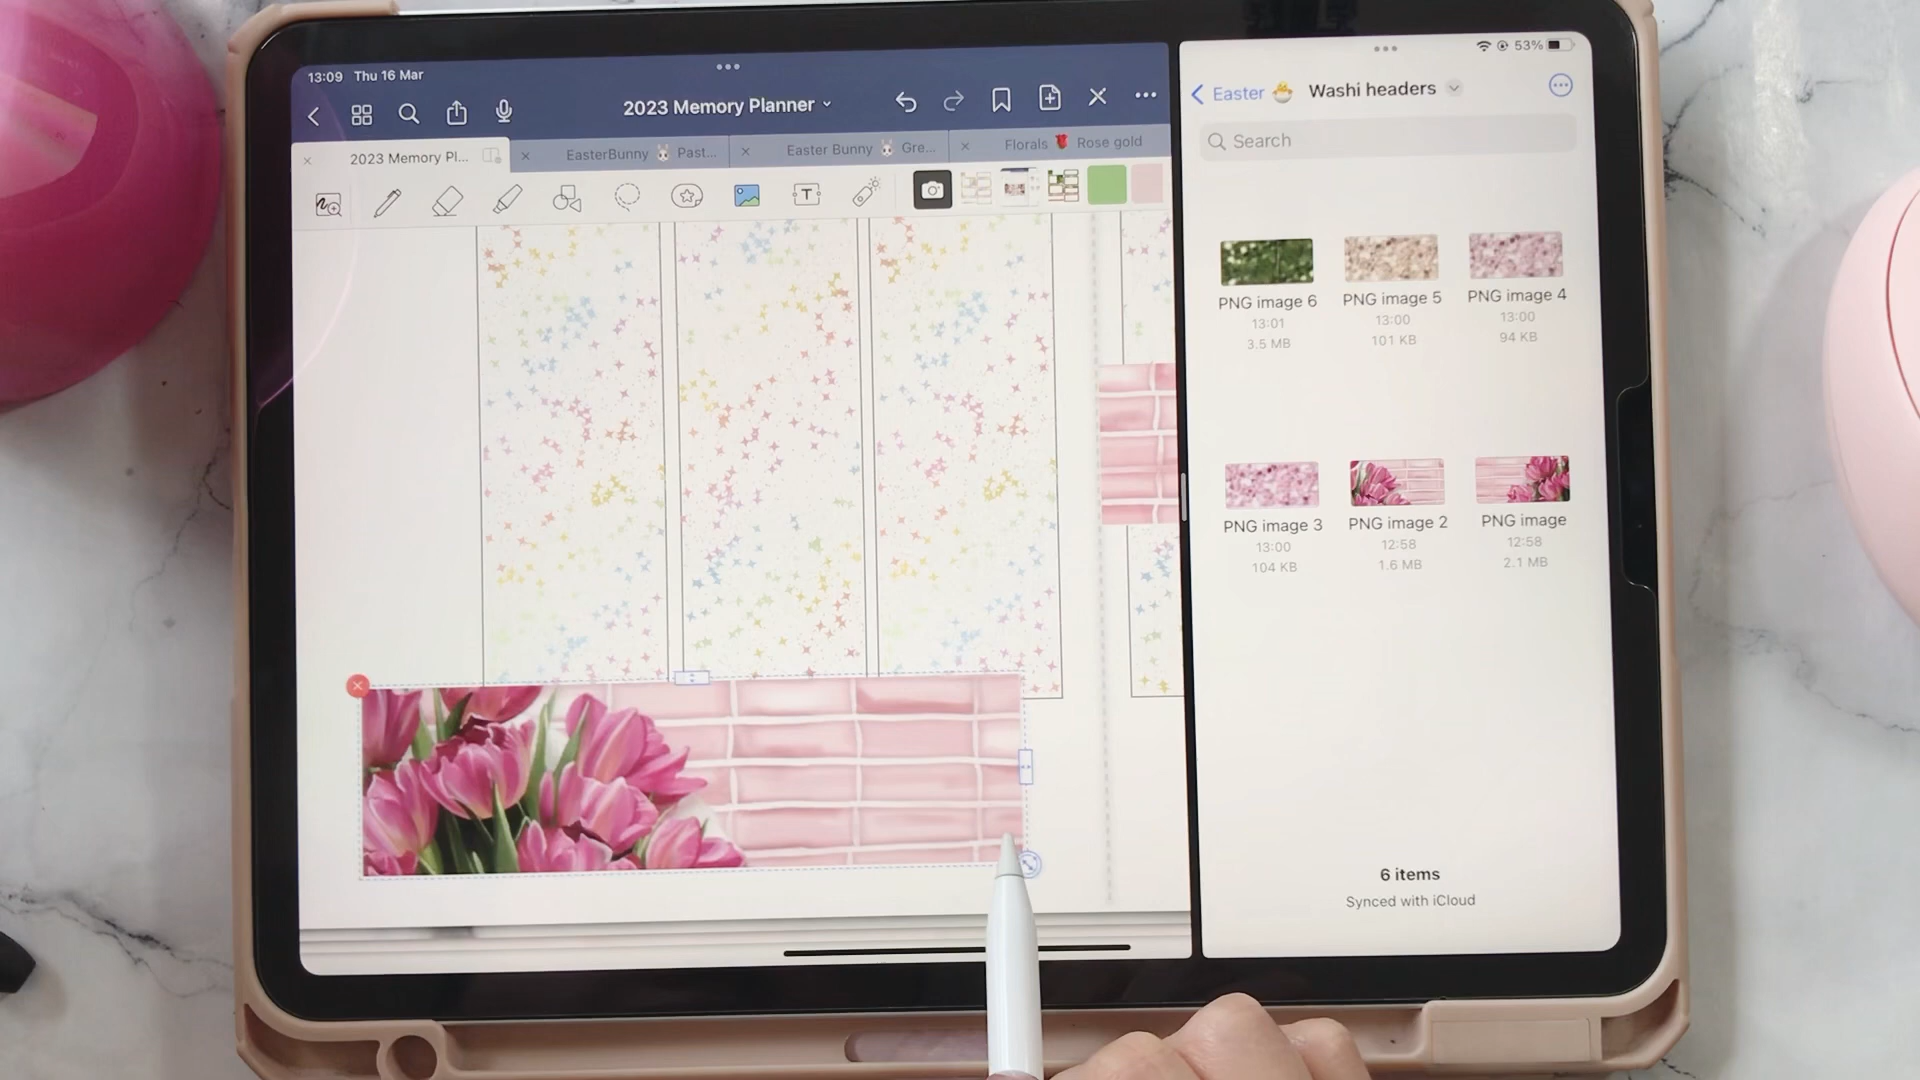 13:09 Thu 16 Mar
2023 Memory Planner
2023 Memory Pl...
EasterBunny 🐰 Past...
Easter Bunny 🐰 Gre...
Florals 🌹 Rose gold
T
53%
Easter 🐣 Washi headers
Search
PNG image 6
13:01
3.5 MB
PNG image 5
13:00
101 KB
PNG image 4
13:00
94 KB
PNG image 3
13:00
104 KB
PNG image 2
12:58
1.6 MB
PNG image
12:58
2.1 MB
6 items
Synced with iCloud